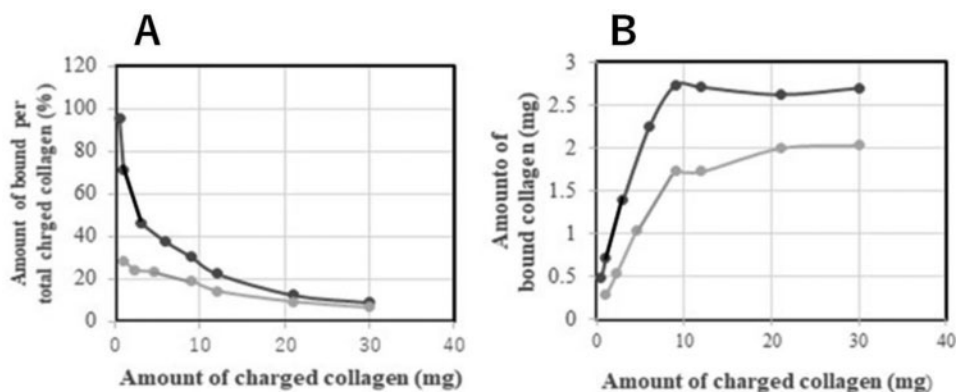 A
120
100
80
60
40
20
0
0 10 20 30 40
Amount of bound per
total chrged collagen (%)
Amount of charged collagen (mg)
B
3
2.5
2
1.5
1
0.5
0
0 10 20 30 40
Amounto of
bound collagen (mg)
Amount of charged collagen (mg)